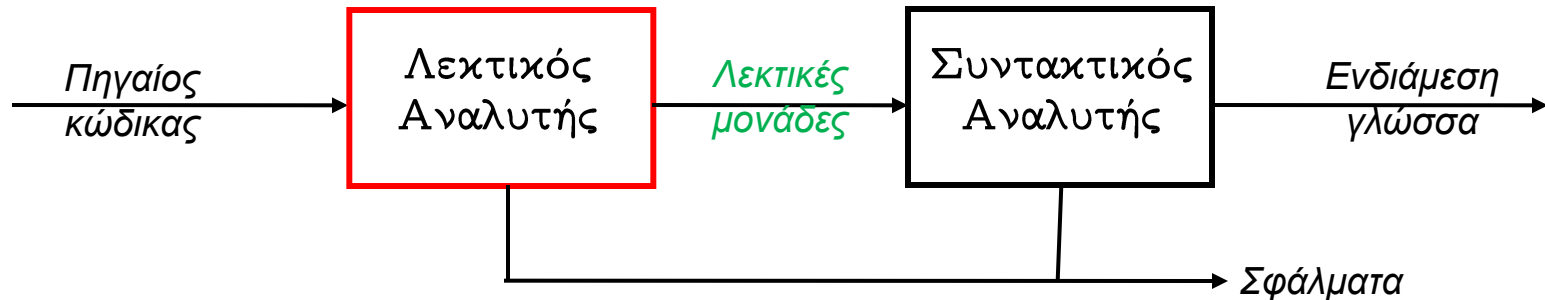 Πηγαίος
κώδικας
Λεκτικός
Αναλυτής
Λεκτικές
μονάδες
Συντακτικός
Αναλυτής
Ενδιάμεση
γλώσσα
Σφάλματα